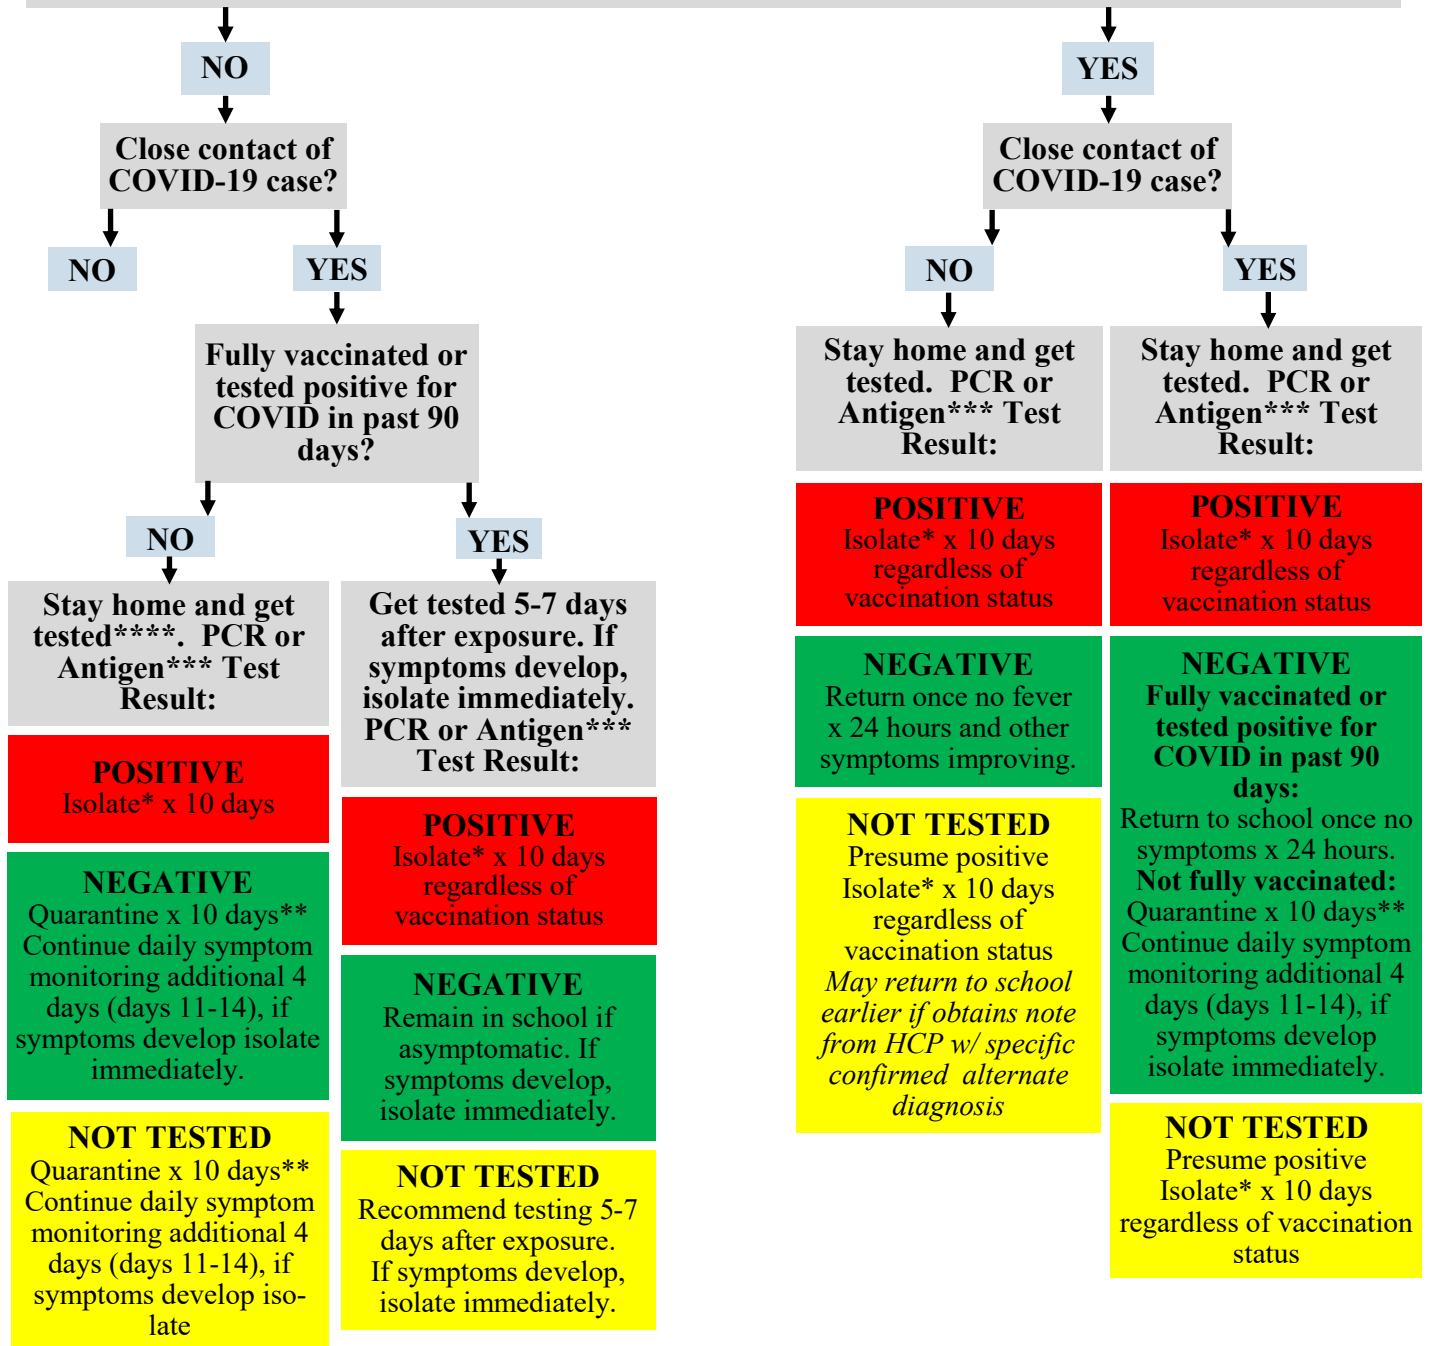 NO
Close contact of
COVID-19 case?
NO
YES
Fully vaccinated or
tested positive for
COVID in past 90
days?
NO
YES
Stay home and get
tested****.  PCR or
Antigen*** Test
Result:
POSITIVE
Isolate* x 10 days
NEGATIVE
Quarantine x 10 days**
Continue daily symptom
monitoring additional 4
days (days 11-14), if
symptoms develop isolate
immediately.
NOT TESTED
Quarantine x 10 days**
Continue daily symptom
monitoring additional 4
days (days 11-14), if
symptoms develop iso-
late
Get tested 5-7 days
after exposure. If
symptoms develop,
isolate immediately.
PCR or Antigen***
Test Result:
POSITIVE
Isolate* x 10 days
regardless of
vaccination status
NEGATIVE
Remain in school if
asymptomatic. If
symptoms develop,
isolate immediately.
NOT TESTED
Recommend testing 5-7
days after exposure.
If symptoms develop,
isolate immediately.
YES
Close contact of
COVID-19 case?
NO
YES
Stay home and get
tested.  PCR or
Antigen*** Test
Result:
POSITIVE
Isolate* x 10 days
regardless of
vaccination status
NEGATIVE
Return once no fever
x 24 hours and other
symptoms improving.
NOT TESTED
Presume positive
Isolate* x 10 days
regardless of
vaccination status
May return to school
earlier if obtains note
from HCP w/ specific
confirmed  alternate
diagnosis
Stay home and get
tested.  PCR or
Antigen*** Test
Result:
POSITIVE
Isolate* x 10 days
regardless of
vaccination status
NEGATIVE
Fully vaccinated or
tested positive for
COVID in past 90
days:
Return to school once no
symptoms x 24 hours.
Not fully vaccinated:
Quarantine x 10 days**
Continue daily symptom
monitoring additional 4
days (days 11-14), if
symptoms develop
isolate immediately.
NOT TESTED
Presume positive
Isolate* x 10 days
regardless of vaccination
status